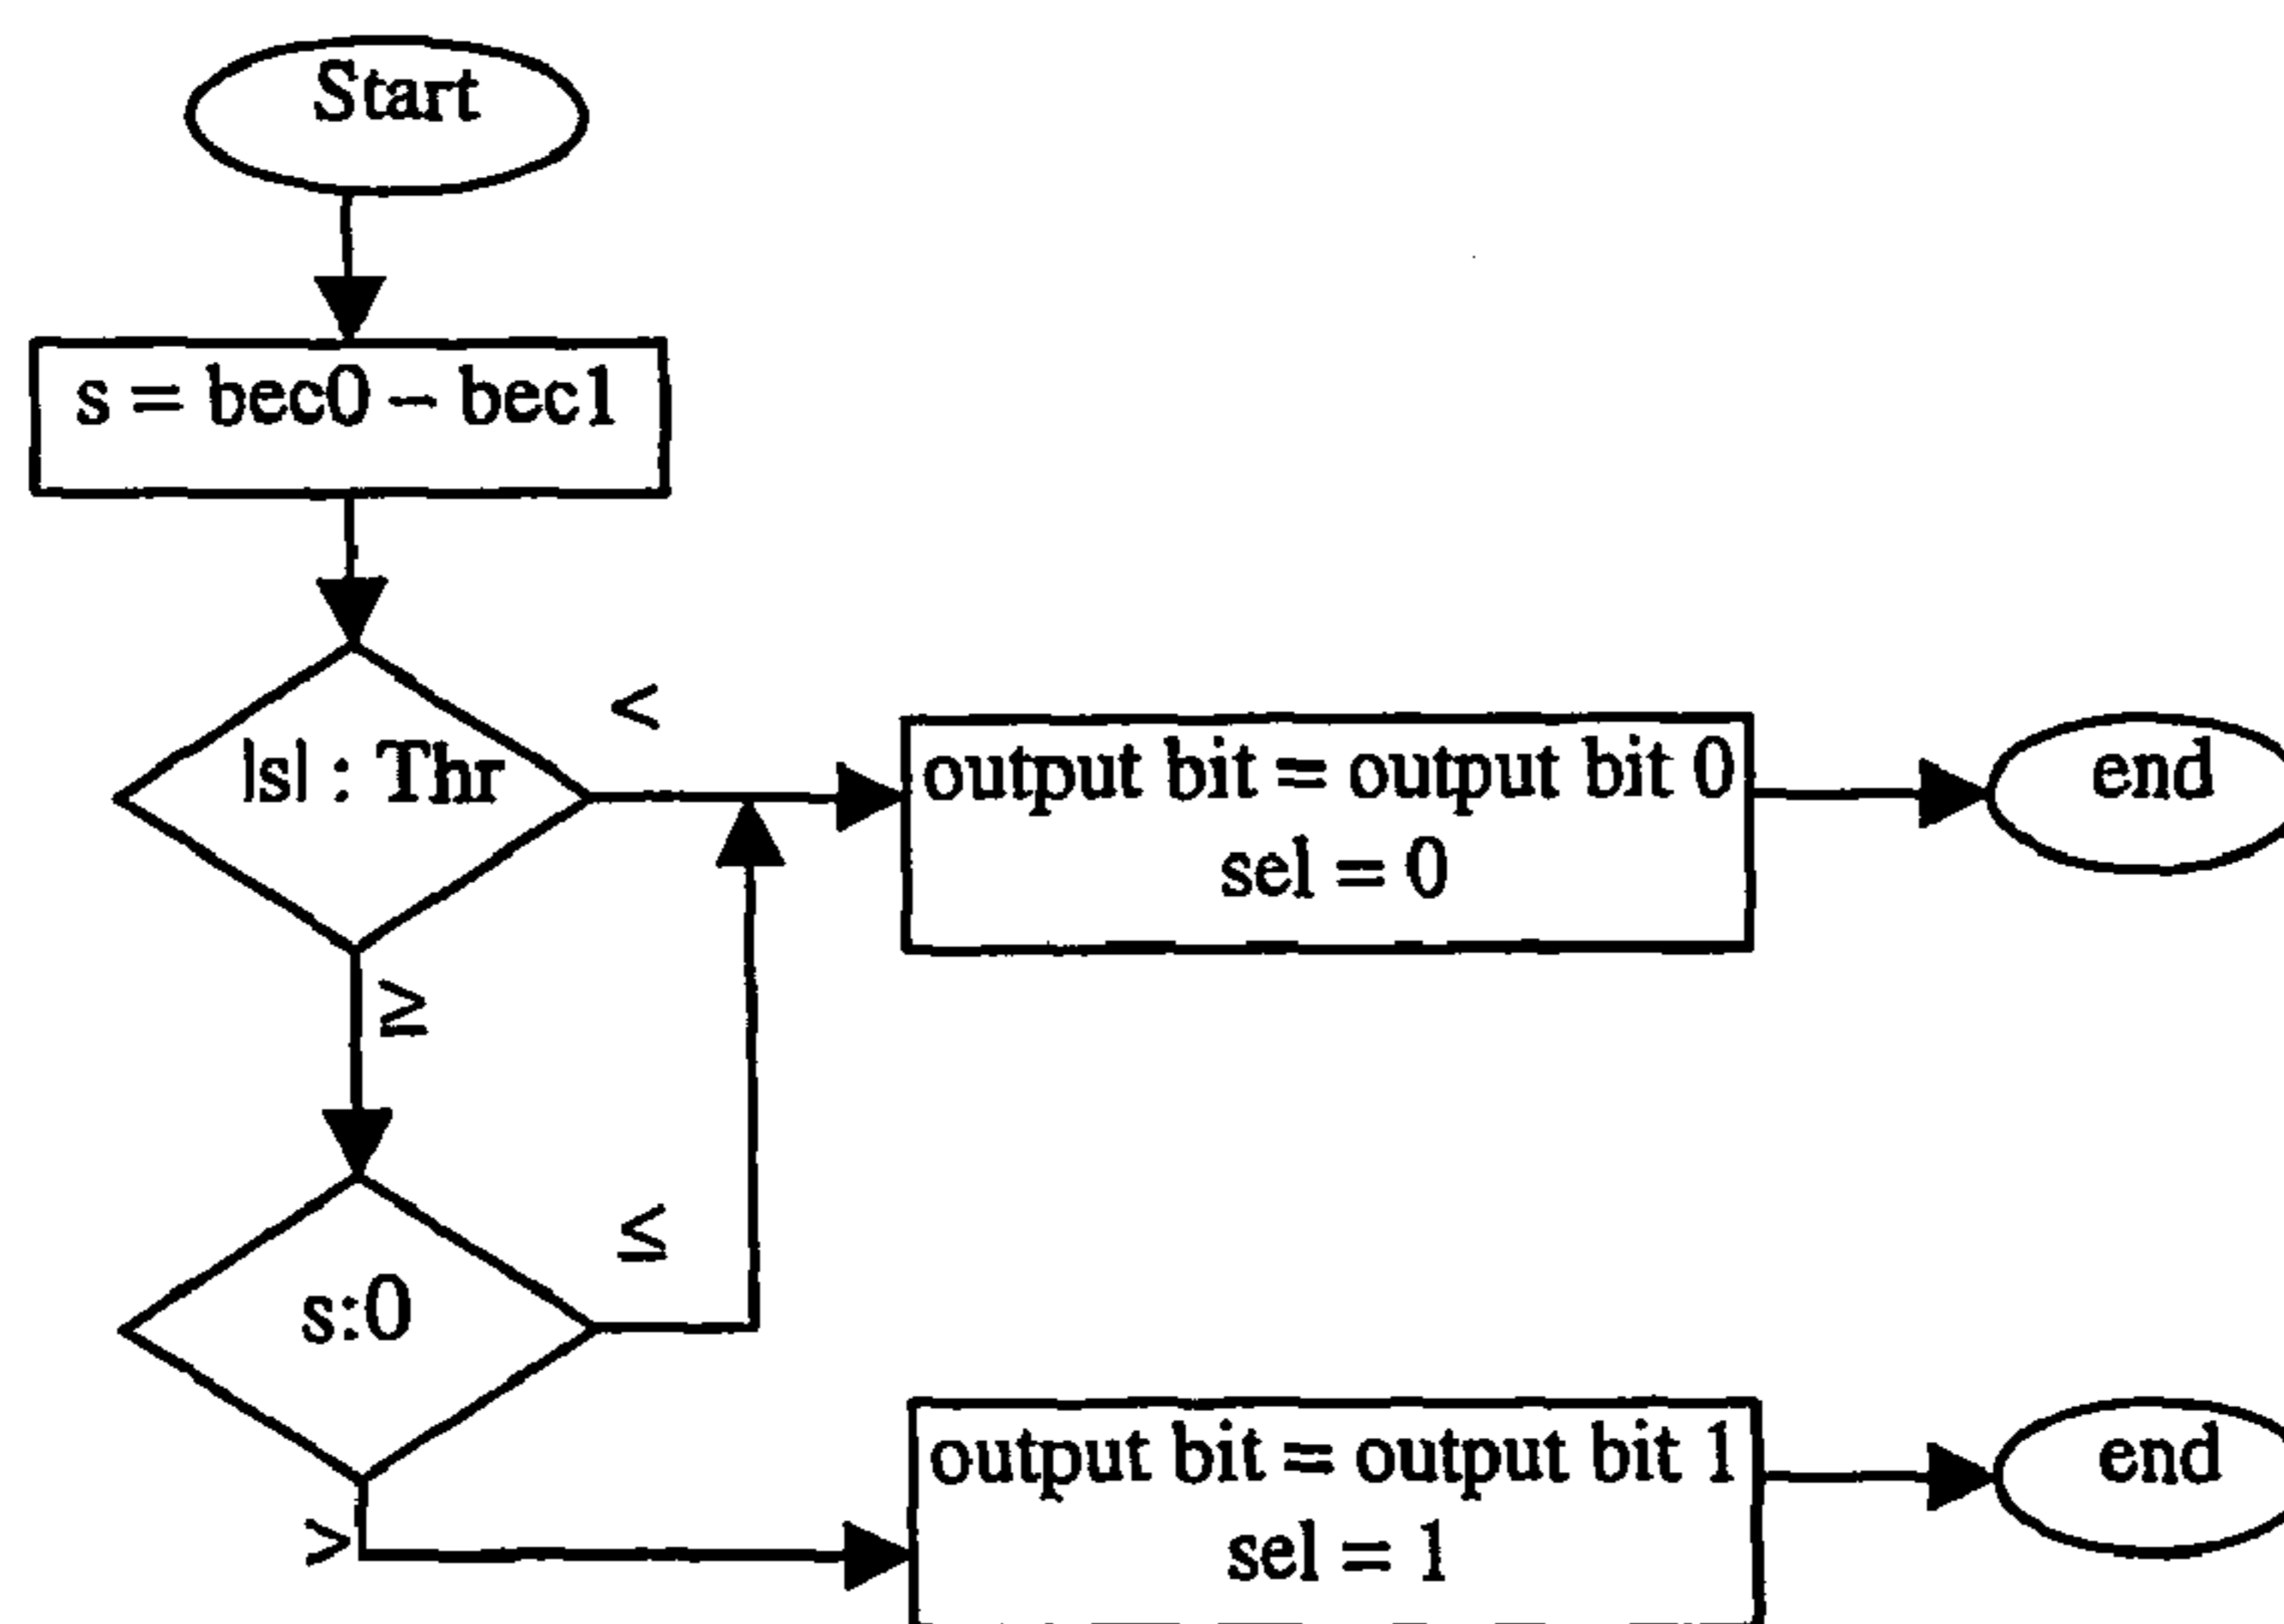 Start
s = bec0 – bec1
|s| : Thr
<
output bit = output bit 0
sel = 0
end
≥
s:0
≤
>
output bit = output bit 1
sel = 1
end